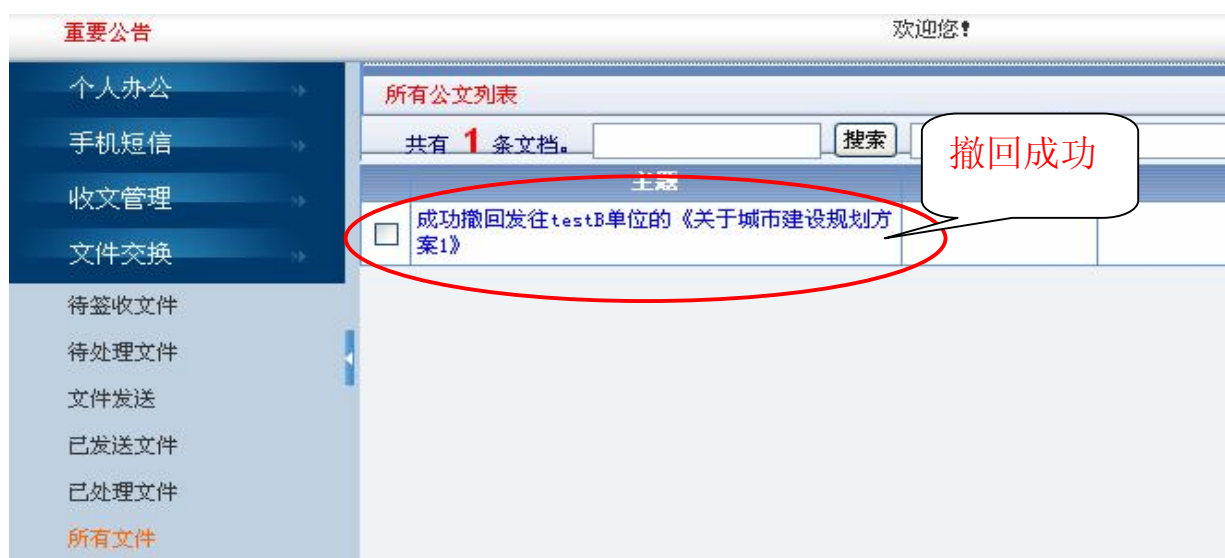 重要公告
欢迎您!
个人办公
手机短信
收文管理
文件交换
待签收文件
待处理文件
文件发送
已发送文件
已处理文件
所有文件
所有公文列表
共有 1 条文档。 搜索
主题
成功撤回发往testB单位的《关于城市建设规划方
案1》
撤回成功